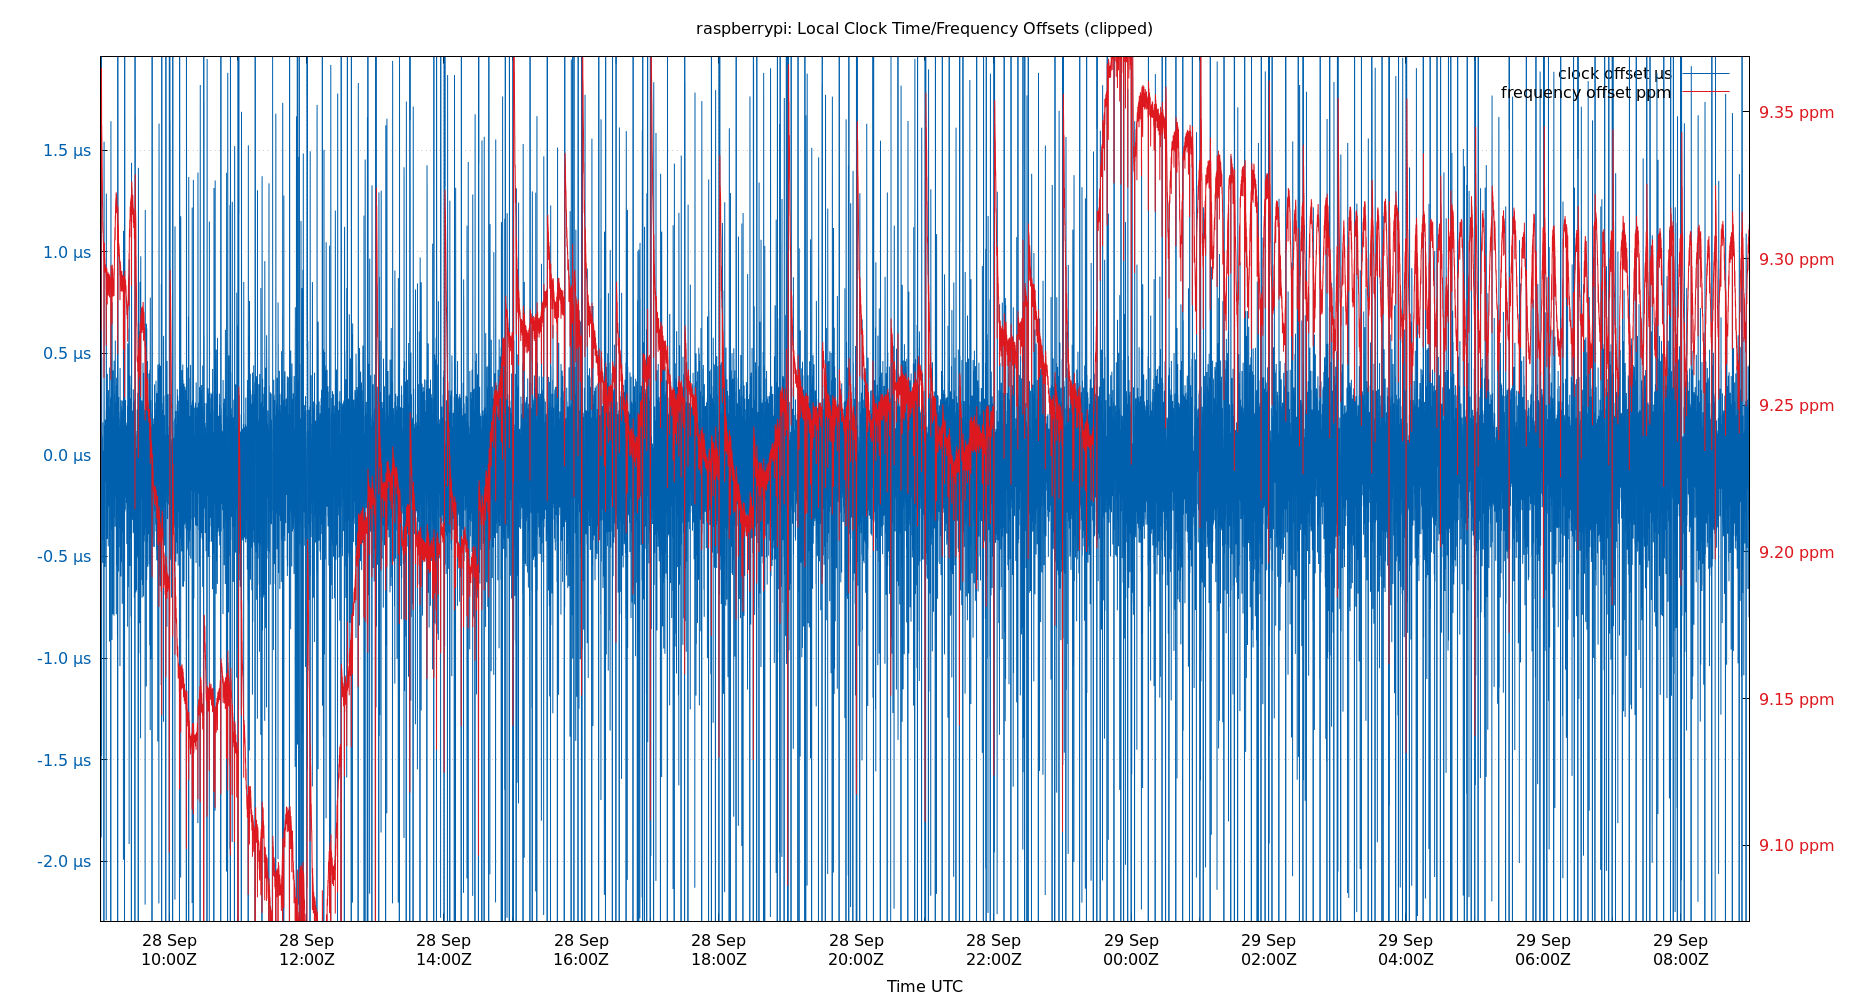 raspberrypi: Local Clock Time/Frequency Offsets (clipped)
clock offset µs
frequency offset ppm
1.5 µs
1.0 µs
0.5 µs
0.0 µs
-0.5 µs
-1.0 µs
-1.5 µs
-2.0 µs
9.35 ppm
9.30 ppm
9.25 ppm
9.20 ppm
9.15 ppm
9.10 ppm
28 Sep 28 Sep 28 Sep 28 Sep 28 Sep 28 Sep 28 Sep 29 Sep 29 Sep 29 Sep 29 Sep 29 Sep
10:00Z 12:00Z 14:00Z 16:00Z 18:00Z 20:00Z 22:00Z 00:00Z 02:00Z 04:00Z 06:00Z 08:00Z
Time UTC